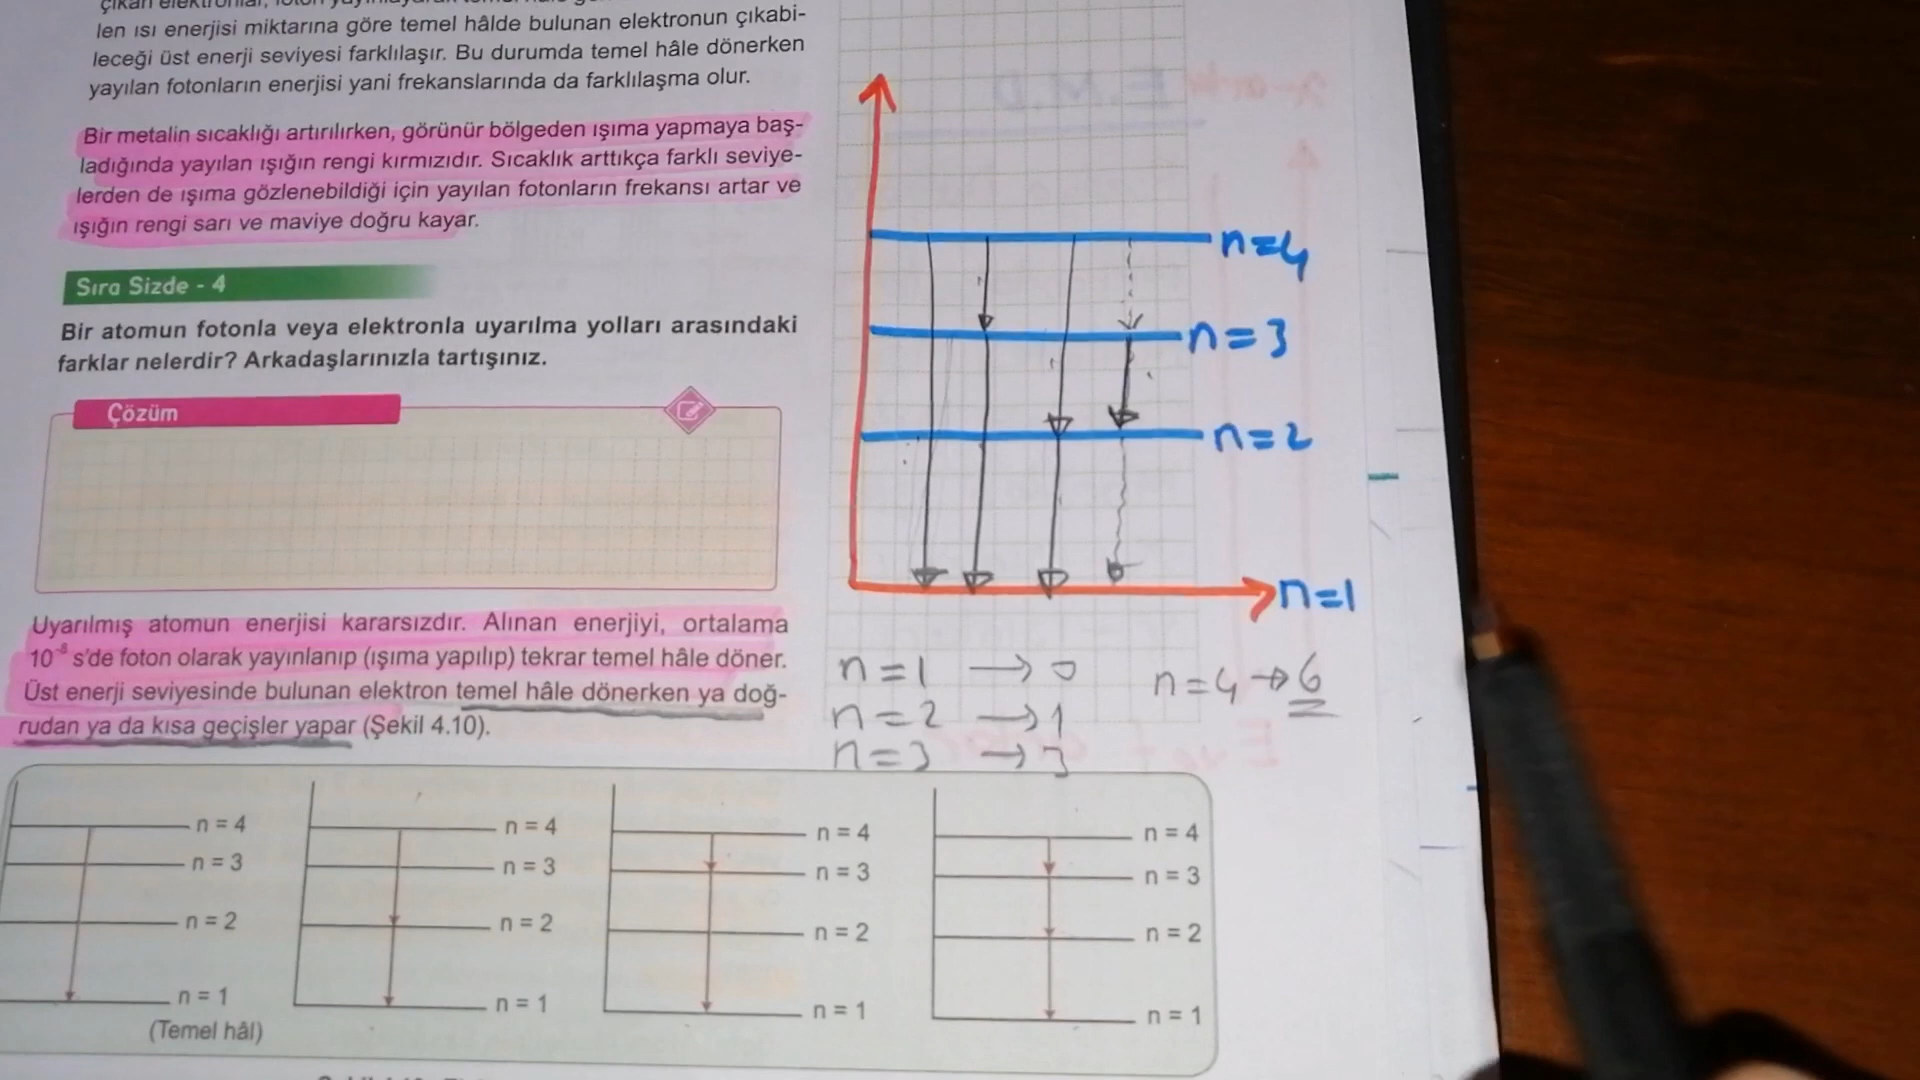 len ısı enerjisi miktarına göre temel hâlde bulunan elektronun çıkabi-
leceği üst enerji seviyesi farklılaşır. Bu durumda temel hâle dönerken
yayılan fotonların enerjisi yani frekanslarında da farklılaşma olur.
Bir metalin sıcaklığı artırılırken, görünür bölgeden ışıma yapmaya baş-
ladığında yayılan ışığın rengi kırmızıdır. Sıcaklık arttıkça farklı seviye-
lerden de ışıma gözlenebildiği için yayılan fotonların frekansı artar ve
ışığın rengi sarı ve maviye doğru kayar.
Sıra Sizde - 4
Bir atomun fotonla veya elektronla uyarılma yolları arasındaki
farklar nelerdir? Arkadaşlarınızla tartışınız.
Çözüm
Uyarılmış atomun enerjisi kararsızdır. Alınan enerjiyi, ortalama
10⁻⁸ s'de foton olarak yayınlanıp (ışıma yapılıp) tekrar temel hâle döner.
Üst enerji seviyesinde bulunan elektron temel hâle dönerken ya doğ-
rudan ya da kısa geçişler yapar (Şekil 4.10).
n=4
n=3
n=2
n=1
n=1 → 0
n=2 → 1
n=3 → 3
n=4 → 6
n = 4
n = 3
n = 2
n = 1
(Temel hâl)
n = 4
n = 3
n = 2
n = 1
n = 4
n = 3
n = 2
n = 1
n = 4
n = 3
n = 2
n = 1